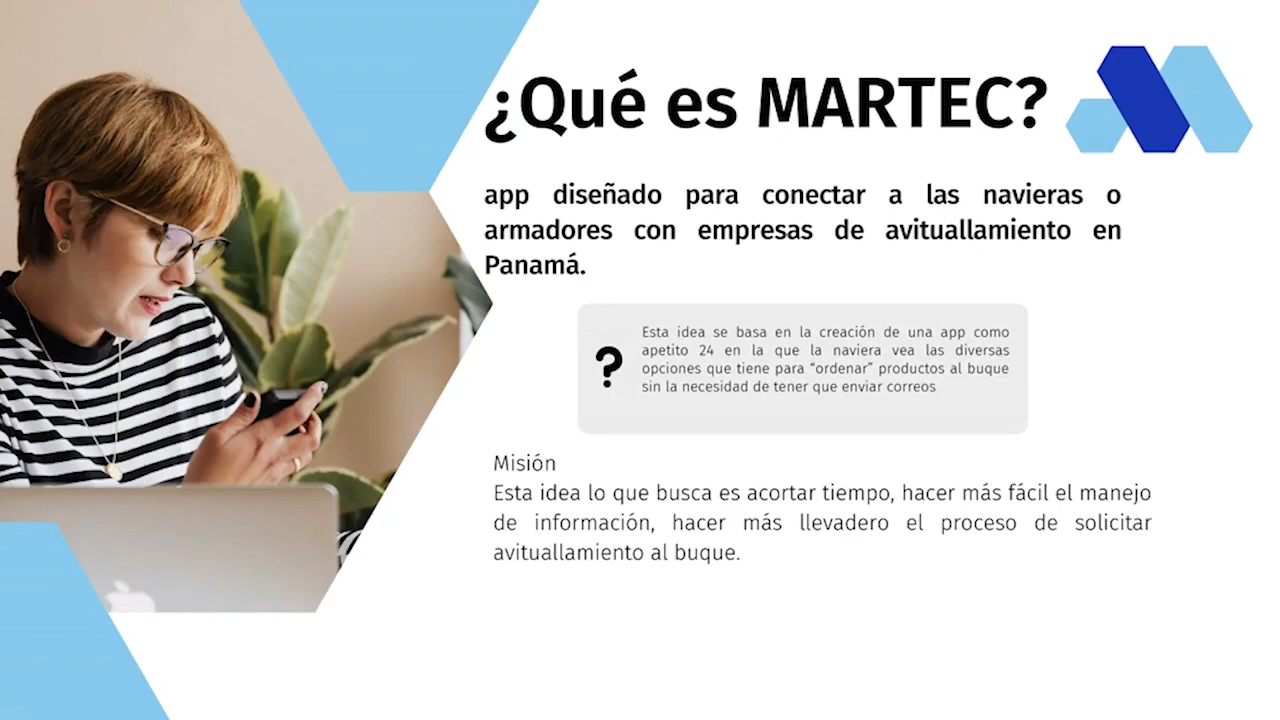 ¿Qué es MARTEC?
app diseñado para conectar a las navieras o
armadores con empresas de avituallamiento en
Panamá.
?
Esta idea se basa en la creación de una app como
apetito 24 en la que la naviera vea las diversas
opciones que tiene para “ordenar” productos al buque
sin la necesidad de tener que enviar correos
Misión
Esta idea lo que busca es acortar tiempo, hacer más fácil el manejo
de información, hacer más llevadero el proceso de solicitar
avituallamiento al buque.